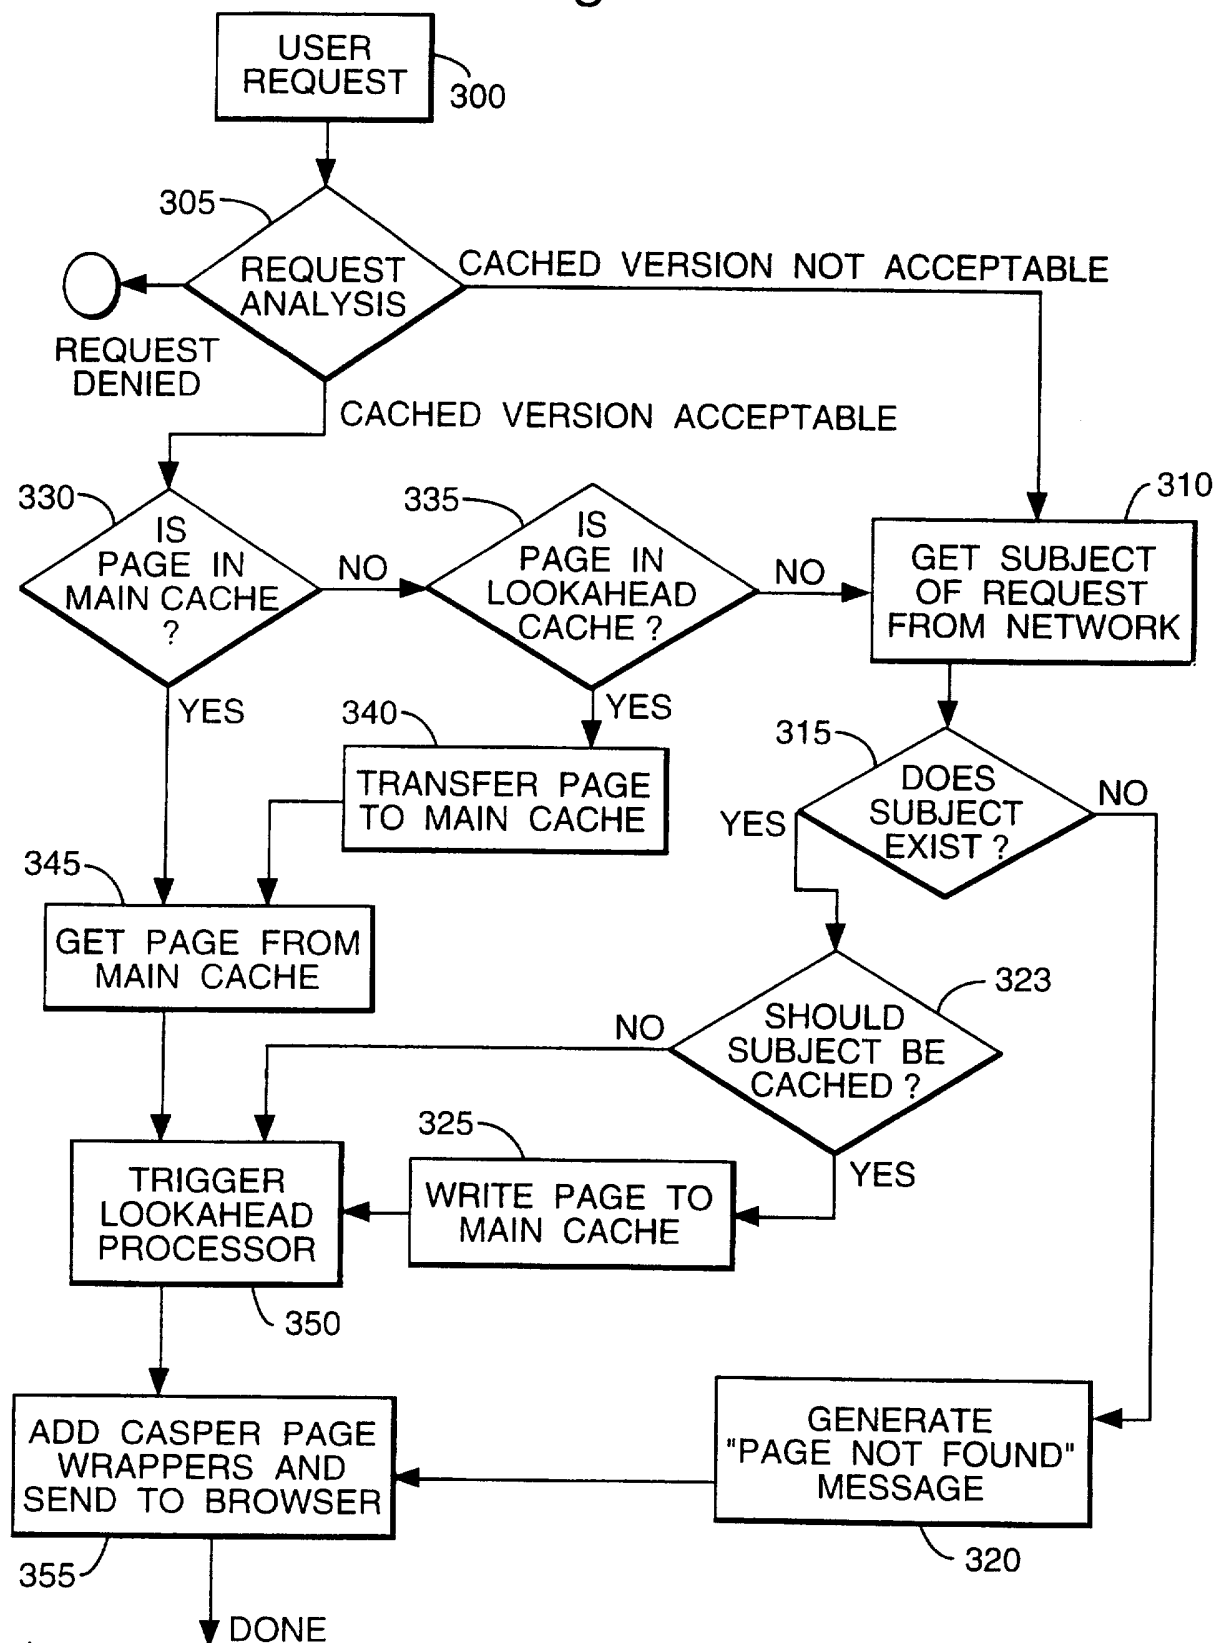 USER
REQUEST
300
305
REQUEST
ANALYSIS
CACHED VERSION NOT ACCEPTABLE
REQUEST
DENIED
CACHED VERSION ACCEPTABLE
330
IS
PAGE IN
MAIN CACHE
?
NO
335
IS
PAGE IN
LOOKAHEAD
CACHE ?
NO
310
GET SUBJECT
OF REQUEST
FROM NETWORK
YES
YES
340
TRANSFER PAGE
TO MAIN CACHE
315
DOES
SUBJECT
EXIST ?
YES
NO
345
GET PAGE FROM
MAIN CACHE
323
SHOULD
SUBJECT BE
CACHED ?
NO
YES
325
WRITE PAGE TO
MAIN CACHE
TRIGGER
LOOKAHEAD
PROCESSOR
350
ADD CASPER PAGE
WRAPPERS AND
SEND TO BROWSER
355
GENERATE
"PAGE NOT FOUND"
MESSAGE
320
DONE